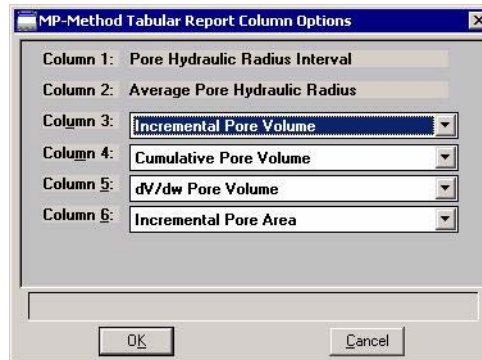 MP-Method Tabular Report Column Options
Column 1: Pore Hydraulic Radius Interval
Column 2: Average Pore Hydraulic Radius
Column 3: Incremental Pore Volume
Column 4: Cumulative Pore Volume
Column 5: dV/dw Pore Volume
Column 6: Incremental Pore Area
OK Cancel